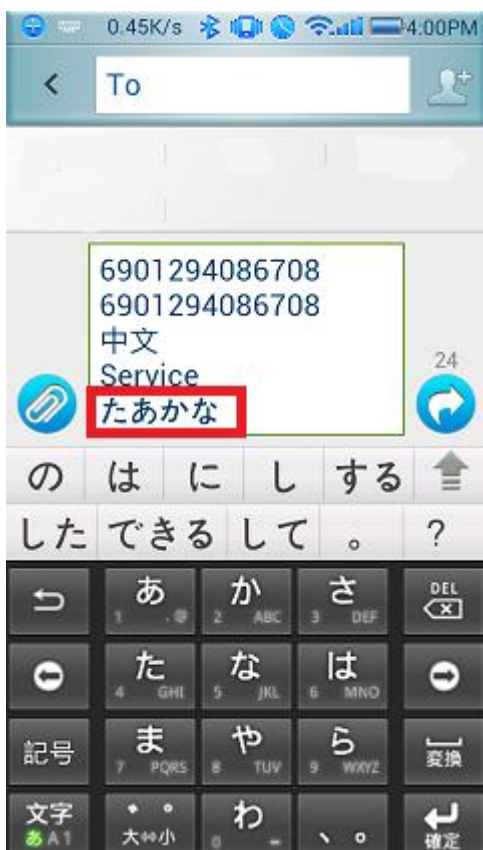 0.45K/s 4:00PM
To
6901294086708
6901294086708
中文
Service
24
たあかな
の は に し する
した できる して 。 ?
あ 1 .@ か 2 ABC さ 3 DEF DEL
た 4 GHI な 5 JKL は 6 MNO
記号 ま 7 PQRS や 8 TUV ら 9 WXYZ 変換
文字 あA1 大⇔小 ゛ ゜ わ 0 - 、。 確定